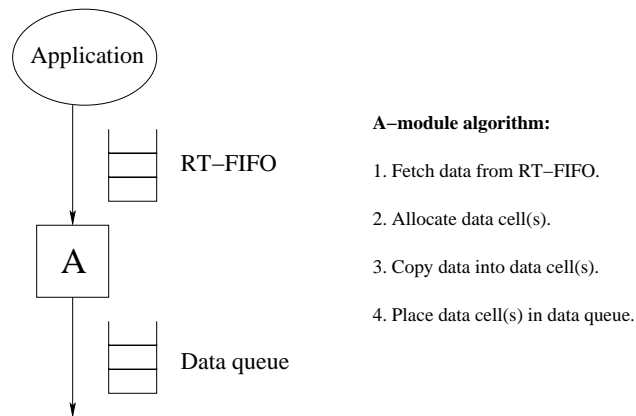 Application
RT−FIFO
A
Data queue
A−module algorithm:
1. Fetch data from RT−FIFO.
2. Allocate data cell(s).
3. Copy data into data cell(s).
4. Place data cell(s) in data queue.